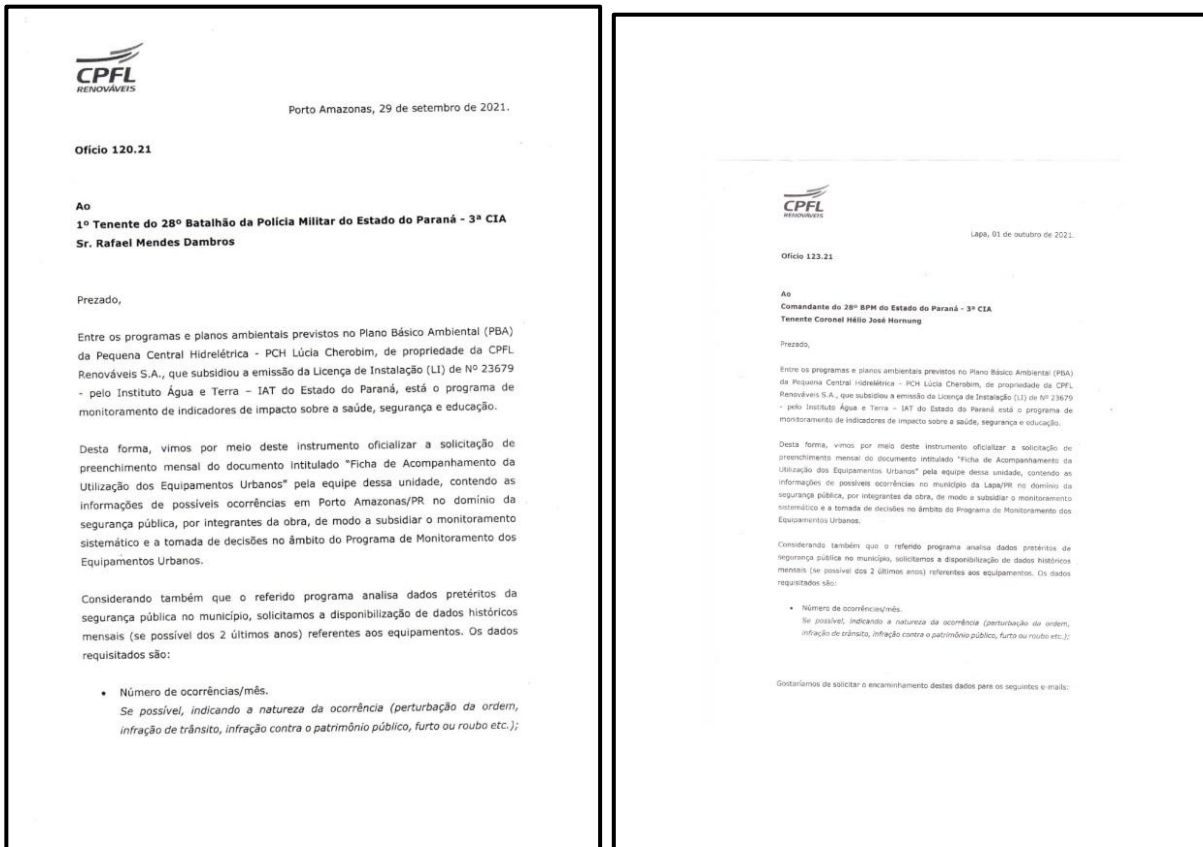 CPFL
RENOVÁVEIS
Porto Amazonas, 29 de setembro de 2021.
Ofício 120.21
Ao
1º Tenente do 28º Batalhão da Polícia Militar do Estado do Paraná - 3ª CIA
Sr. Rafael Mendes Dambros
Prezado,
Entre os programas e planos ambientais previstos no Plano Básico Ambiental (PBA)
da Pequena Central Hidrelétrica - PCH Lúcia Cherobim, de propriedade da CPFL
Renováveis S.A., que subsidiou a emissão da Licença de Instalação (LI) de Nº 23679
- pelo Instituto Água e Terra – IAT do Estado do Paraná, está o programa de
monitoramento de indicadores de impacto sobre a saúde, segurança e educação.
Desta forma, vimos por meio deste instrumento oficializar a solicitação de
preenchimento mensal do documento intitulado "Ficha de Acompanhamento da
Utilização dos Equipamentos Urbanos" pela equipe dessa unidade, contendo as
informações de possíveis ocorrências em Porto Amazonas/PR no domínio da
segurança pública, por integrantes da obra, de modo a subsidiar o monitoramento
sistemático e a tomada de decisões no âmbito do Programa de Monitoramento dos
Equipamentos Urbanos.
Considerando também que o referido programa analisa dados pretéritos da
segurança pública no município, solicitamos a disponibilização de dados históricos
mensais (se possível dos 2 últimos anos) referentes aos equipamentos. Os dados
requisitados são:
• Número de ocorrências/mês.
Se possível, indicando a natureza da ocorrência (perturbação da ordem,
infração de trânsito, infração contra o patrimônio público, furto ou roubo etc.);
CPFL
RENOVÁVEIS
Lapa, 01 de outubro de 2021.
Ofício 123.21
Ao
Comandante do 28º BPM do Estado do Paraná - 3ª CIA
Tenente Coronel Hélio José Hornung
Prezado,
Entre os programas e planos ambientais previstos no Plano Básico Ambiental (PBA)
da Pequena Central Hidrelétrica - PCH Lúcia Cherobim, de propriedade da CPFL
Renováveis S.A., que subsidiou a emissão da Licença de Instalação (LI) de Nº 23679
- pelo Instituto Água e Terra – IAT do Estado do Paraná está o programa de
monitoramento de indicadores de impacto sobre a saúde, segurança e educação.
Desta forma, vimos por meio deste instrumento oficializar a solicitação de
preenchimento mensal do documento intitulado "Ficha de Acompanhamento da
Utilização dos Equipamentos Urbanos" pela equipe dessa unidade, contendo as
informações de possíveis ocorrências no município da Lapa/PR no domínio da
segurança pública, por integrantes da obra, de modo a subsidiar o monitoramento
sistemático e a tomada de decisões no âmbito do Programa de Monitoramento dos
Equipamentos Urbanos.
Considerando também que o referido programa analisa dados pretéritos da
segurança pública no município, solicitamos a disponibilização de dados históricos
mensais (se possível dos 2 últimos anos) referentes aos equipamentos. Os dados
requisitados são:
• Número de ocorrências/mês.
Se possível, indicando a natureza da ocorrência (perturbação da ordem,
infração de trânsito, infração contra o patrimônio público, furto ou roubo etc.);
Gostaríamos de solicitar o encaminhamento destes dados para os seguintes e-mails: